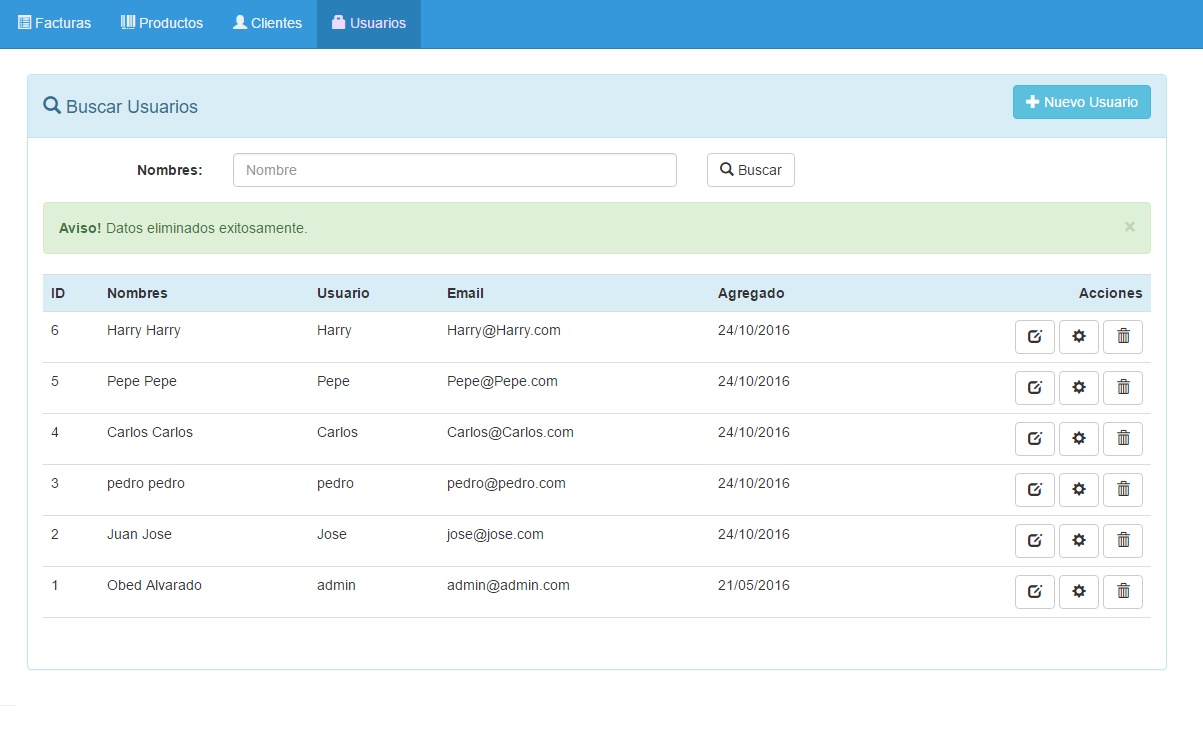 Facturas Productos Clientes Usuarios
Buscar Usuarios Nuevo Usuario
Nombres: Nombre Buscar
Aviso! Datos eliminados exitosamente. ×
ID Nombres Usuario Email Agregado Acciones
6 Harry Harry Harry Harry@Harry.com 24/10/2016
5 Pepe Pepe Pepe Pepe@Pepe.com 24/10/2016
4 Carlos Carlos Carlos Carlos@Carlos.com 24/10/2016
3 pedro pedro pedro pedro@pedro.com 24/10/2016
2 Juan Jose Jose jose@jose.com 24/10/2016
1 Obed Alvarado admin admin@admin.com 21/05/2016